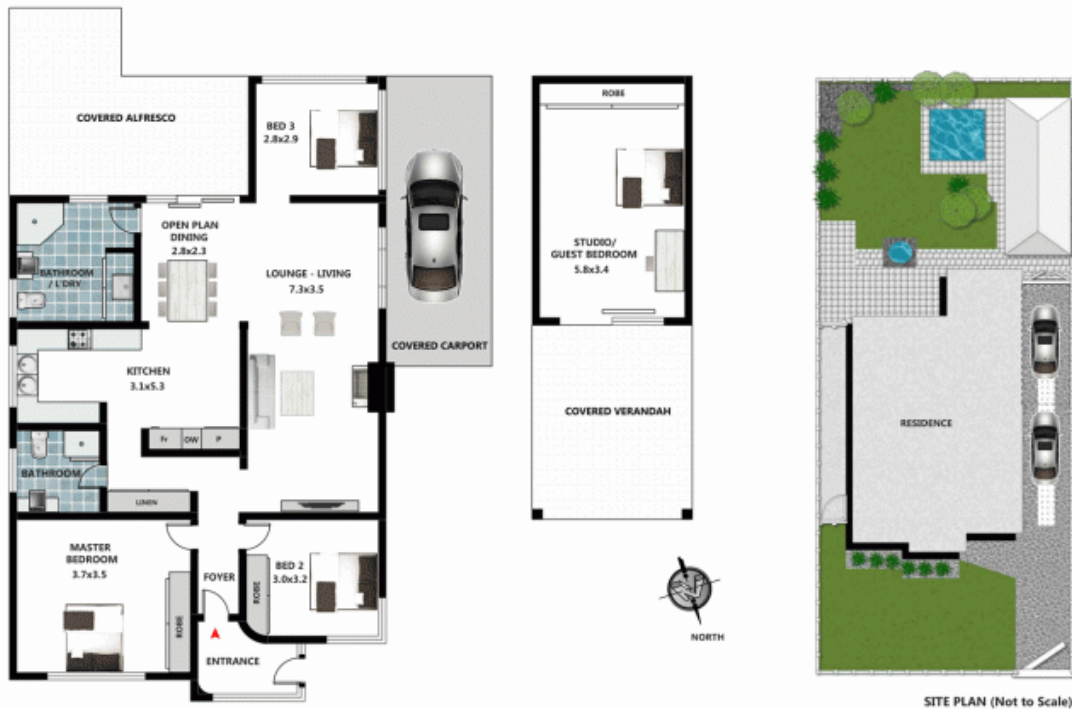 COVERED ALFRESCO
BED 3
2.8x2.9
OPEN PLAN
DINING
2.8x2.3
BATHROOM
/ L'DRY
LOUNGE - LIVING
7.3x3.5
COVERED CARPORT
KITCHEN
3.1x5.3
Fr
OW
P
BATHROOM
LINEN
MASTER
BEDROOM
3.7x3.5
ROBE
FOYER
ROBE
BED 2
3.0x3.2
ENTRANCE
ROBE
STUDIO/
GUEST BEDROOM
5.8x3.4
COVERED VERANDAH
NORTH
RESIDENCE
SITE PLAN (Not to Scale)